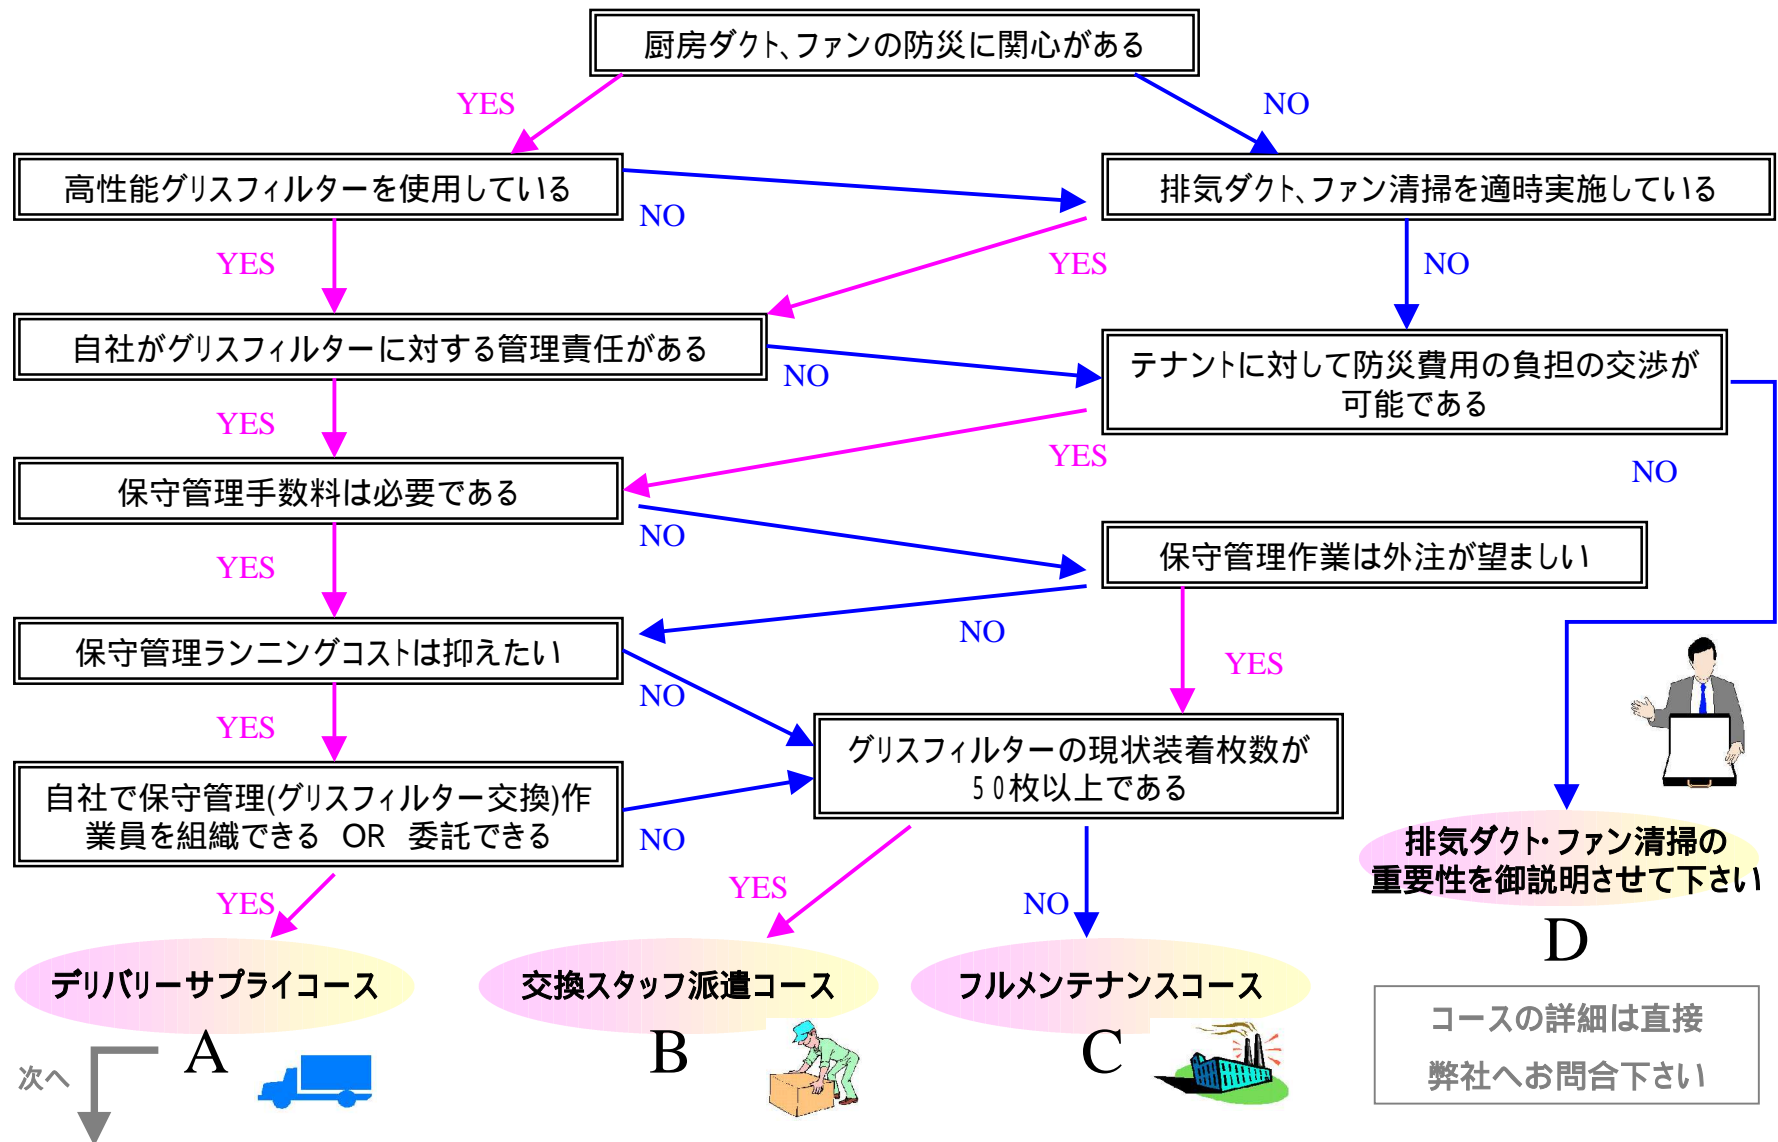 厨房ダクト、ファンの防災に関心がある
YES
NO
高性能グリスフィルターを使用している
排気ダクト、ファン清掃を適時実施している
NO
YES
YES
NO
自社がグリスフィルターに対する管理責任がある
テナントに対して防災費用の負担の交渉が
可能である
NO
YES
YES
NO
保守管理手数料は必要である
NO
保守管理作業は外注が望ましい
YES
NO
保守管理ランニングコストは抑えたい
YES
NO
YES
グリスフィルターの現状装着枚数が
50枚以上である
自社で保守管理(グリスフィルター交換)作
業員を組織できる OR 委託できる
NO
排気ダクト・ファン清掃の
重要性を御説明させて下さい
YES
YES
NO
D
デリバリーサプライコース
交換スタッフ派遣コース
フルメンテナンスコース
A
B
C
コースの詳細は直接
弊社へお問合下さい
次へ